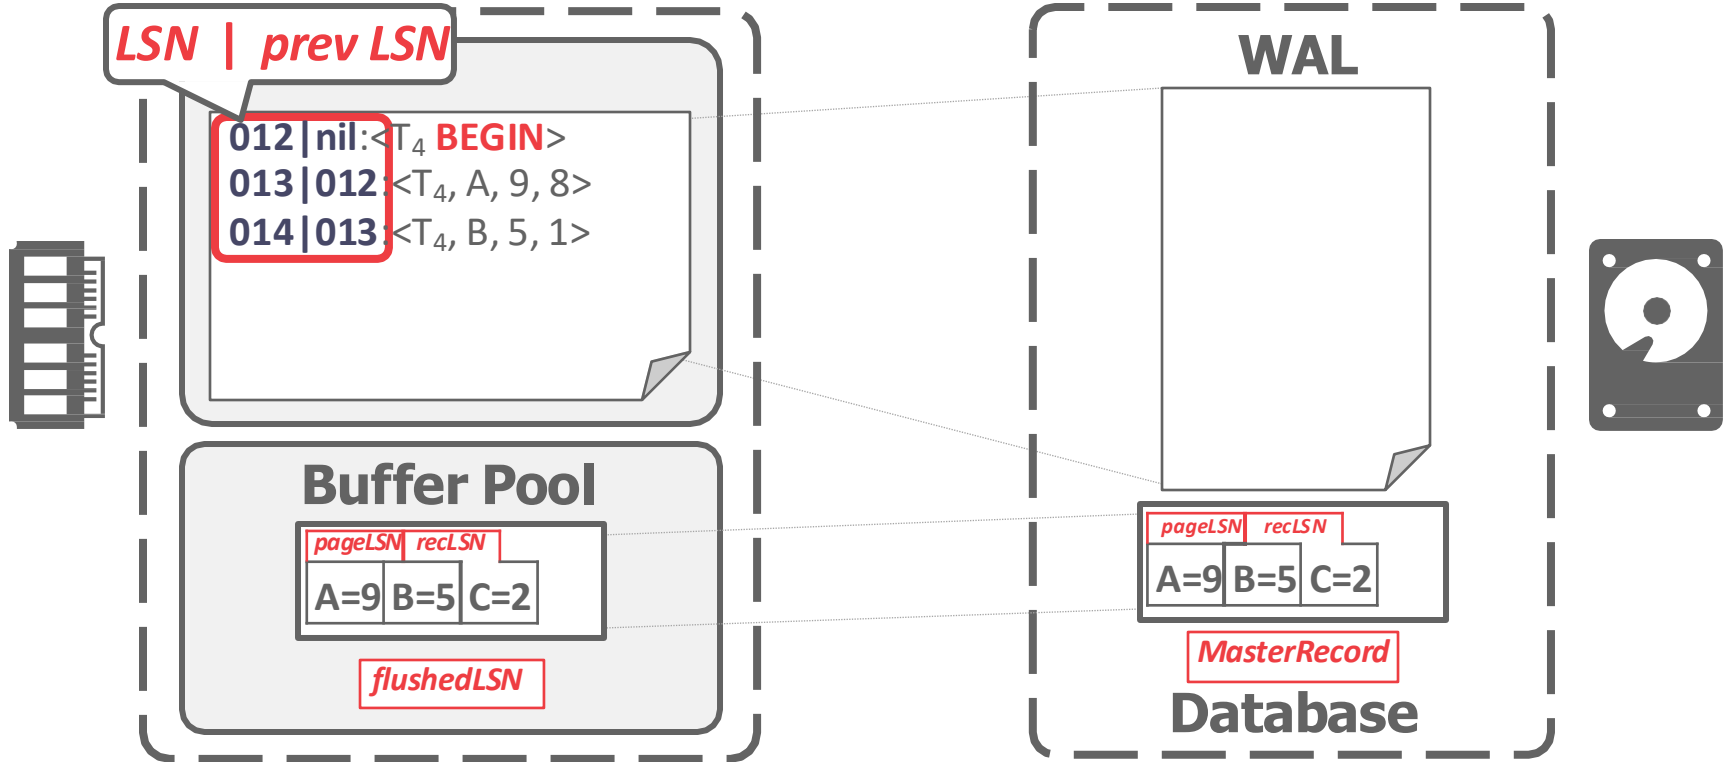 LSN | prev LSN
012|nil:<T₄ BEGIN>
013|012:<T₄, A, 9, 8>
014|013:<T₄, B, 5, 1>
Buffer Pool
pageLSN recLSN
A=9 B=5 C=2
flushedLSN
WAL
pageLSN recLSN
A=9 B=5 C=2
MasterRecord
Database